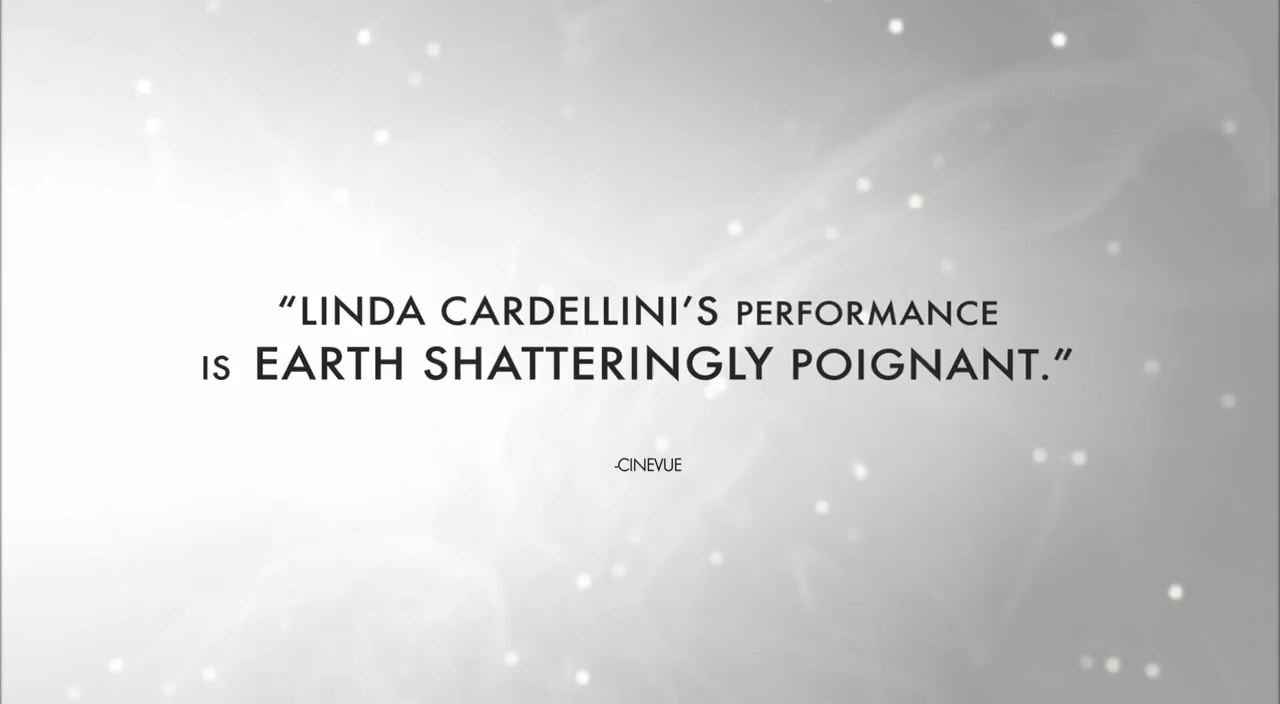 “LINDA CARDELLINI’S PERFORMANCE
IS EARTH SHATTERINGLY POIGNANT.”
-CINEVUE